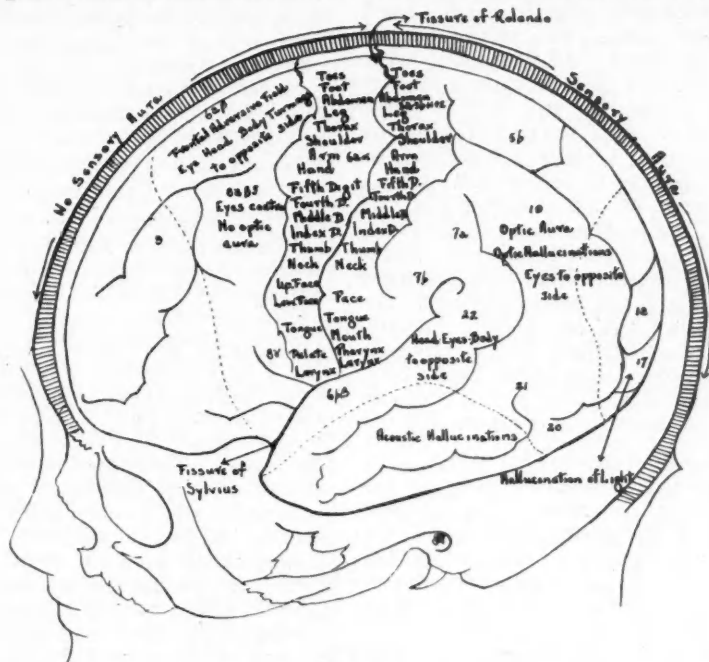 Fissure of Rolando
No Sensory Aura
Sensory Aura
6aβ
Frontal Adversive Field
Eye Head Body Turning
to opposite side
Toes
Foot
Abdomen
Leg
Thorax
Shoulder
Arm 6aα
Hand
Fifth Degit
Fourth D.
Middle D
Index D.
Thumb
Neck
Up. Face
Low Face
Tongue
Palate
Larynx
Toes
Foot
Abdomen
Leg
Thorax
Shoulder
Arm
Hand
Fifth D.
Fourth D.
Middle D
Index D.
Thumb
Neck
Face
Tongue
Mouth
Pharynx
Larynx
Eyes
No optic
aura
9
5b
7a
7b
19
Optic Aura
Optic Hallucinations
Eyes to opposite
side
18
17
22
Head Eyes-Body
to opposite
side
21
20
Acoustic Hallucinations
Fissure of
Sylvius
Hallucination of Light